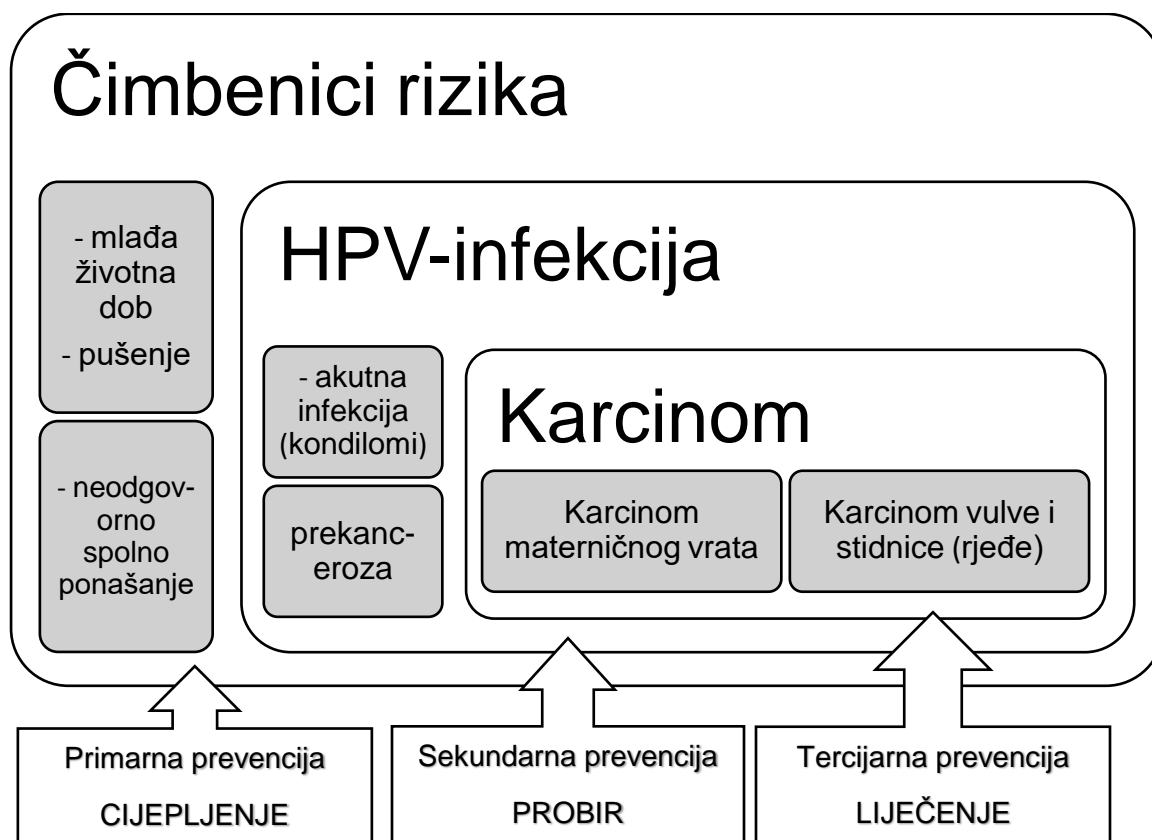 Čimbenici rizika
- mlađa
životna
dob
- pušenje
- neodgov-
orno
spolno
ponašanje
HPV-infekcija
- akutna
infekcija
(kondilomi)
prekanc-
eroza
Karcinom
Karcinom
materničnog vrata
Karcinom vulve i
stidnice (rjeđe)
Primarna prevencija
CIJEPLJENJE
Sekundarna prevencija
PROBIR
Tercijarna prevencija
LIJEČENJE